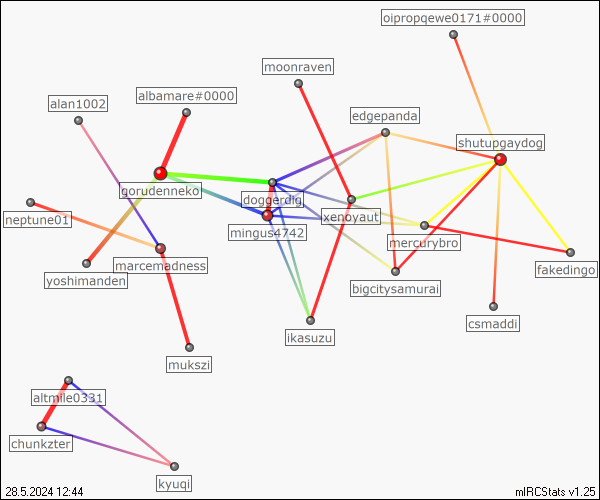 oipropqewe0171#0000
moonraven
albamare#0000
alan1002
edgepanda
shutupgaydog
gorudenneko
doggerdig
xenoyaut
neptune01
mingus4742
mercurybro
marcemadness
fakedingo
yoshimanden
bigcitysamurai
csmaddi
ikasuzu
mukszi
altmile0331
chunkzter
kyuqi
28.5.2024 12:44
mIRCStats v1.25